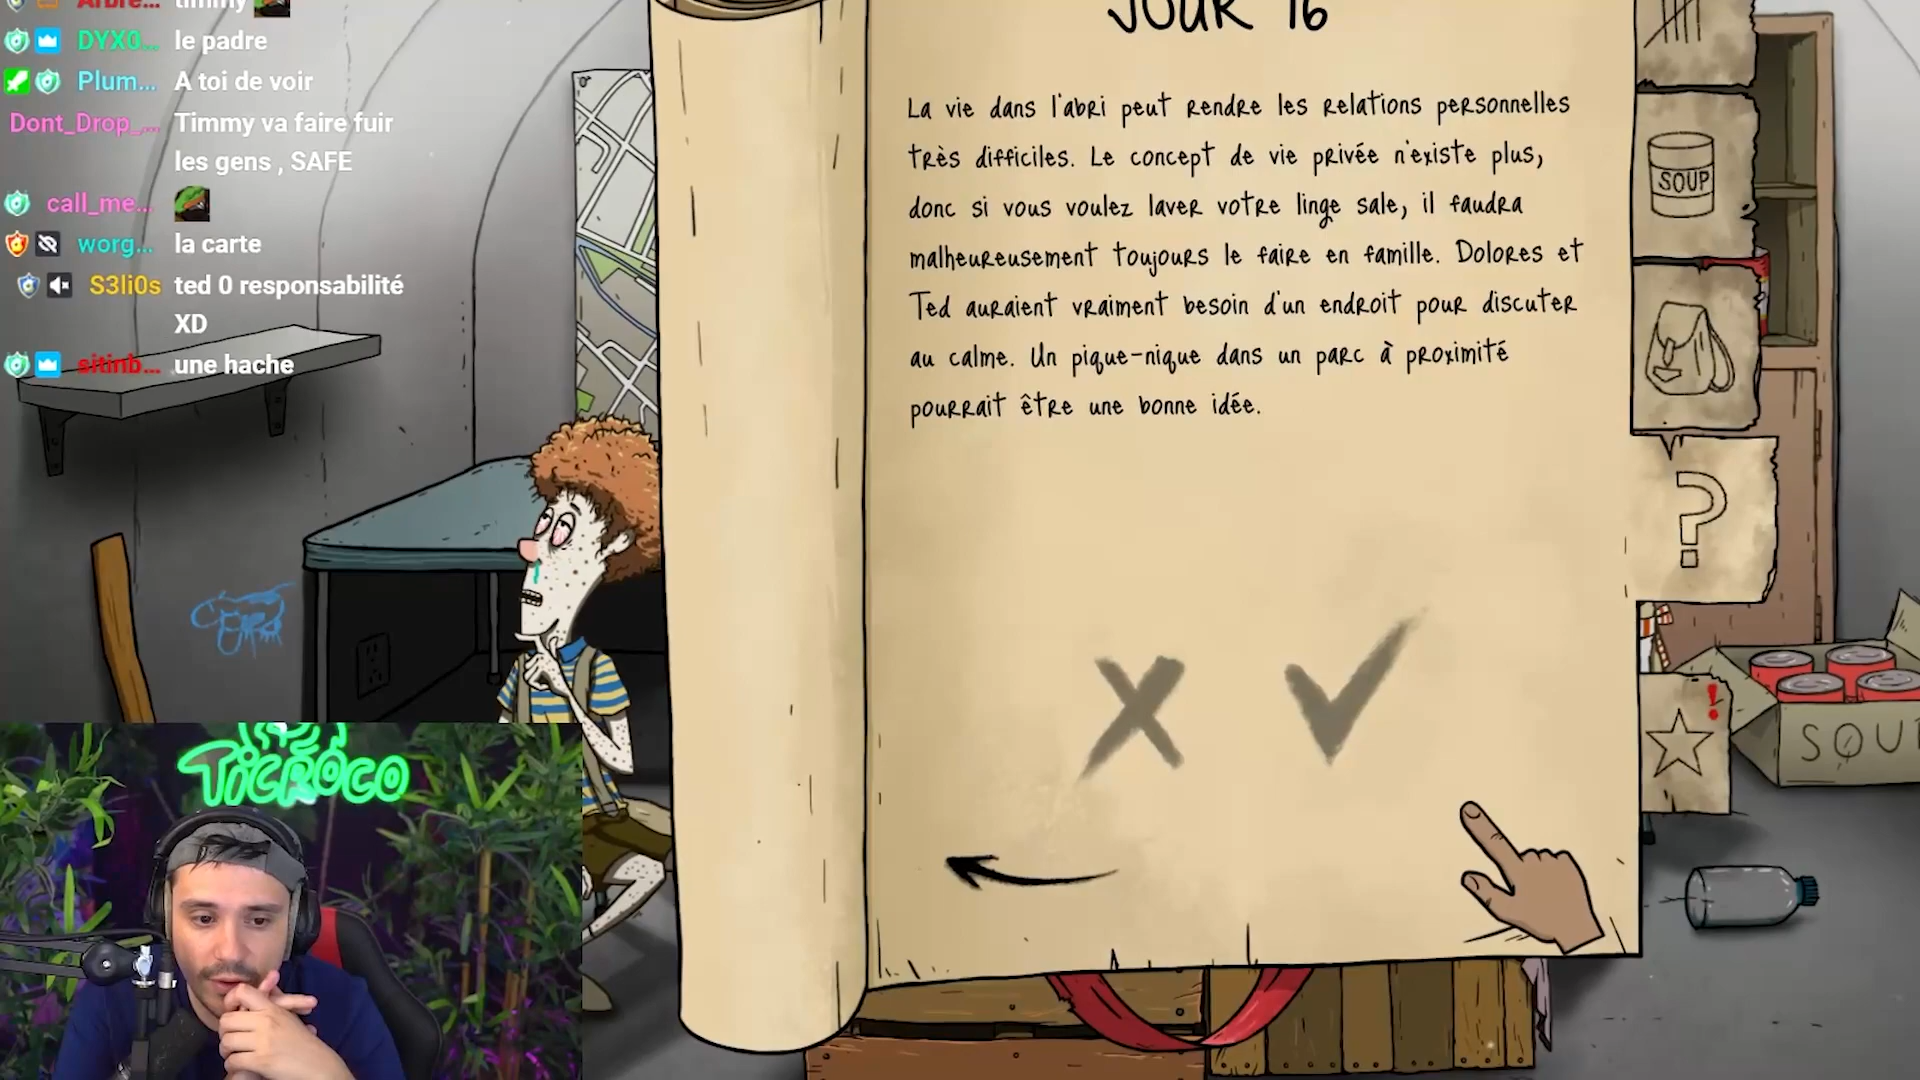 Arbre...
timmy
DYX0...
le padre
Plum...
A toi de voir
Dont_Drop_...
Timmy va faire fuir
les gens , SAFE
call_me...
worg...
la carte
S3li0s
ted 0 responsabilité
XD
sitinb...
une hache
JOUR 16
La vie dans l'abri peut rendre les relations personnelles
très difficiles. Le concept de vie privée n'existe plus,
donc si vous voulez laver votre linge sale, il faudra
malheureusement toujours le faire en famille. Dolores et
Ted auraient vraiment besoin d'un endroit pour discuter
au calme. Un pique-nique dans un parc à proximité
pourrait être une bonne idée.
SOUP
?
!
SOU
TiCROCO